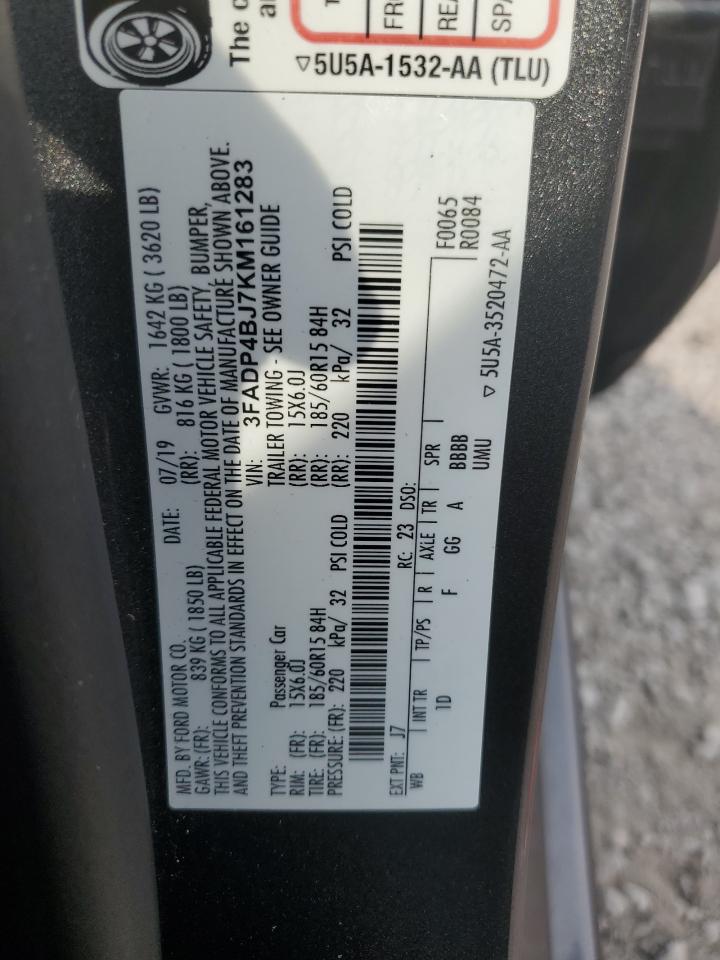 The c
a
T
FRO
REA
SPA
▽5U5A-1532-AA (TLU)
MFD. BY FORD MOTOR CO.
DATE: 07/19 GVWR: 1642 KG ( 3620 LB)
GAWR: (FR): 839 KG ( 1850 LB) (RR): 816 KG ( 1800 LB)
THIS VEHICLE CONFORMS TO ALL APPLICABLE FEDERAL MOTOR VEHICLE SAFETY, BUMPER,
AND THEFT PREVENTION STANDARDS IN EFFECT ON THE DATE OF MANUFACTURE SHOWN ABOVE.
VIN: 3FADP4BJ7KM161283
TYPE: Passenger Car TRAILER TOWING - SEE OWNER GUIDE
RIM: (FR): 15X6.0J (RR): 15X6.0J
TIRE: (FR): 185/60R15 84H (RR): 185/60R15 84H
PRESSURE: (FR): 220 kPa/ 32 PSI COLD (RR): 220 kPa/ 32 PSI COLD
EXT PNT: J7 RC: 23 DSO: F0065
WB | INT TR | TP/PS | R | AXLE | TR | SPR R0084
1D F GG A BBBB
UMU
▽ 5U5A-3520472-AA